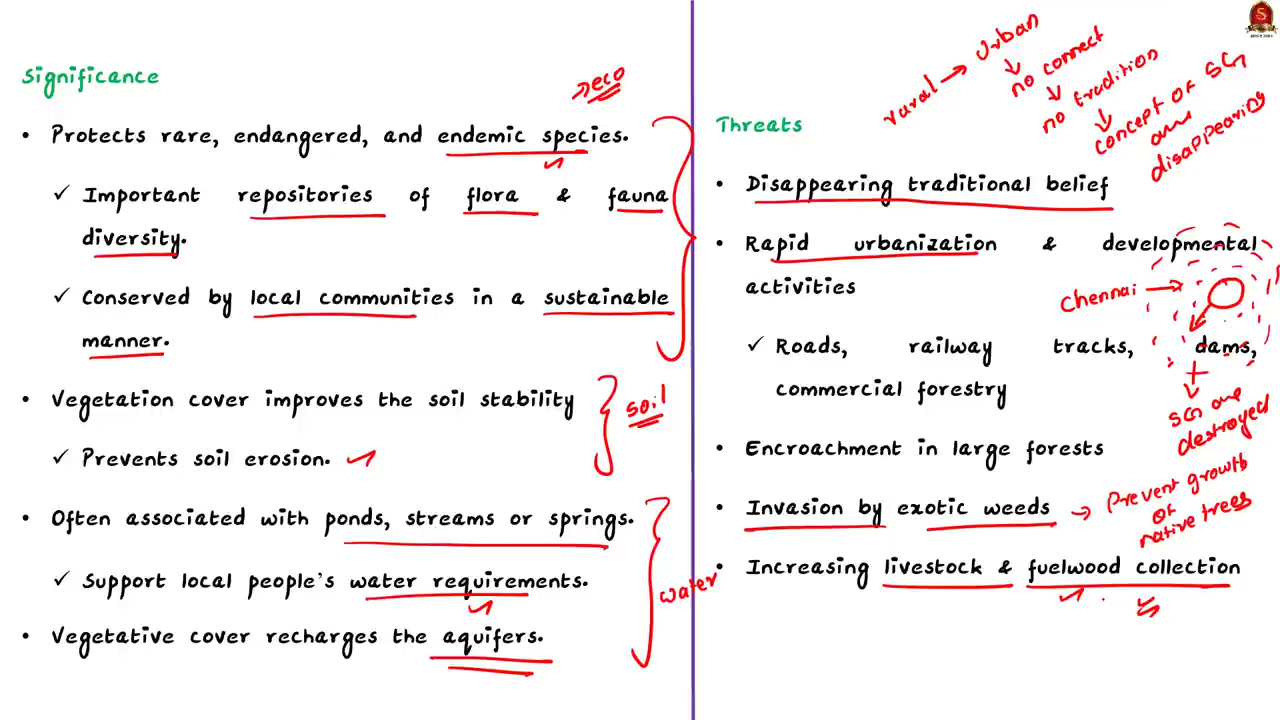 Significance
→eco
• Protects rare, endangered, and endemic species.
✓ Important repositories of flora & fauna
diversity.
✓ Conserved by local communities in a sustainable
manner.
• Vegetation cover improves the soil stability
✓ Prevents soil erosion.
soil
• Often associated with ponds, streams or springs.
✓ Support local people's water requirements.
water
• Vegetative cover recharges the aquifers.
rural → urban
no connect
no tradition
concept of SG
are
disappearing
Threats
• Disappearing traditional belief
• Rapid urbanization & developmental
activities
Chennai →
✓ Roads, railway tracks, dams,
commercial forestry
SG are
destroyed
• Encroachment in large forests
• Invasion by exotic weeds → Prevent growth
of
native trees
• Increasing livestock & fuelwood collection